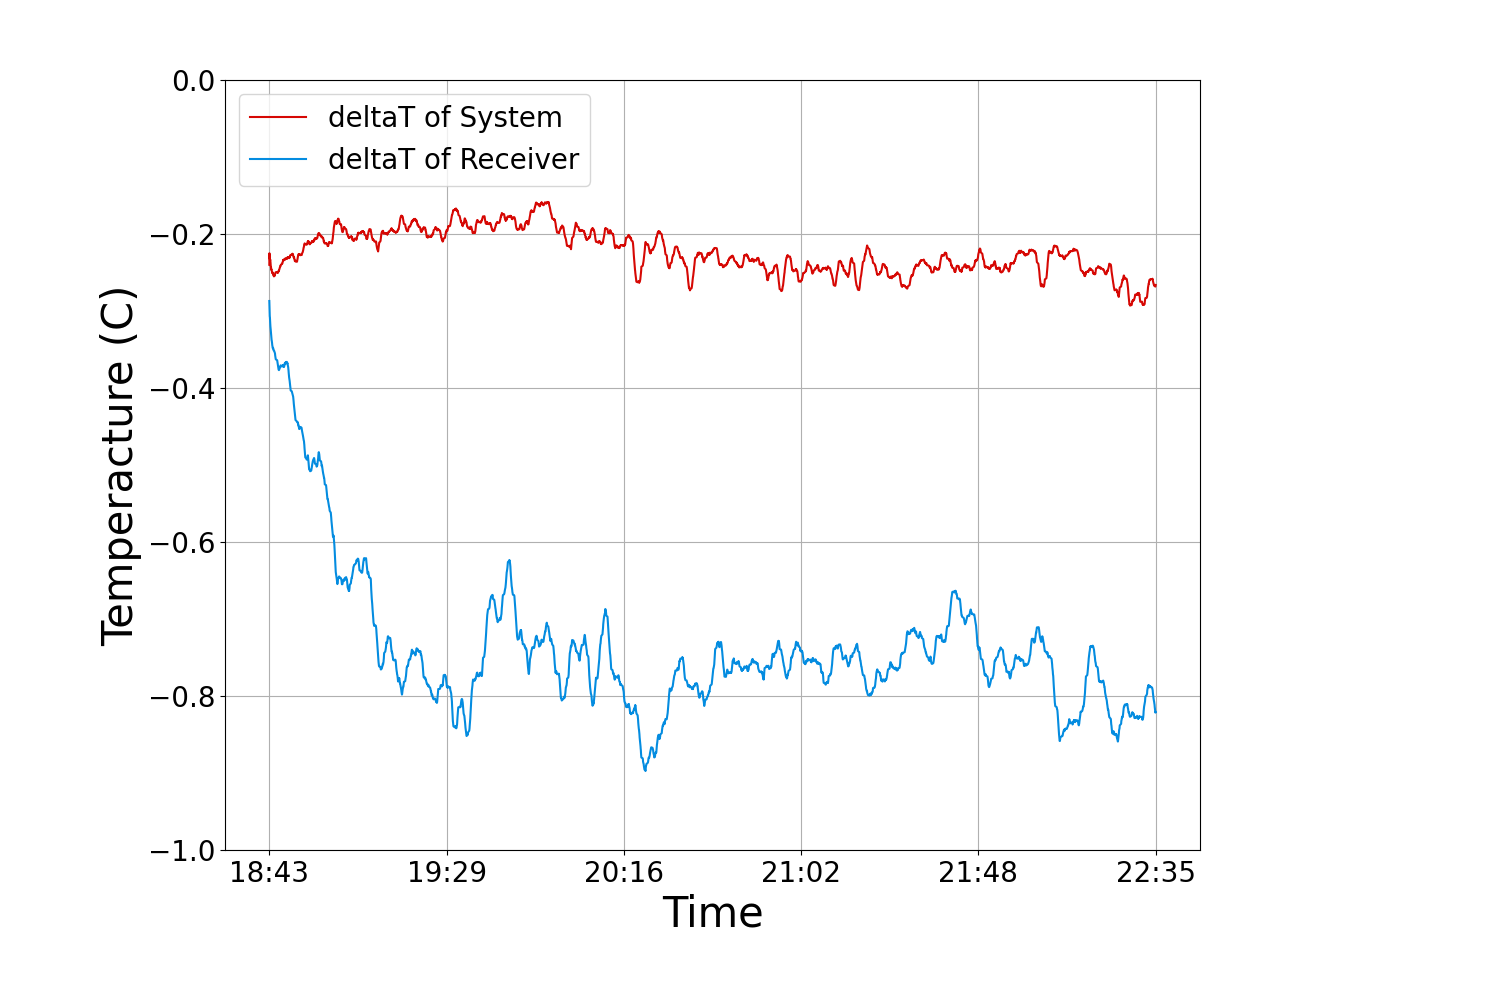 0.0
deltaT of System
deltaT of Receiver
−0.2
−0.4
−0.6
−0.8
−1.0
Temperacture (C)
18:43 19:29 20:16 21:02 21:48 22:35
Time